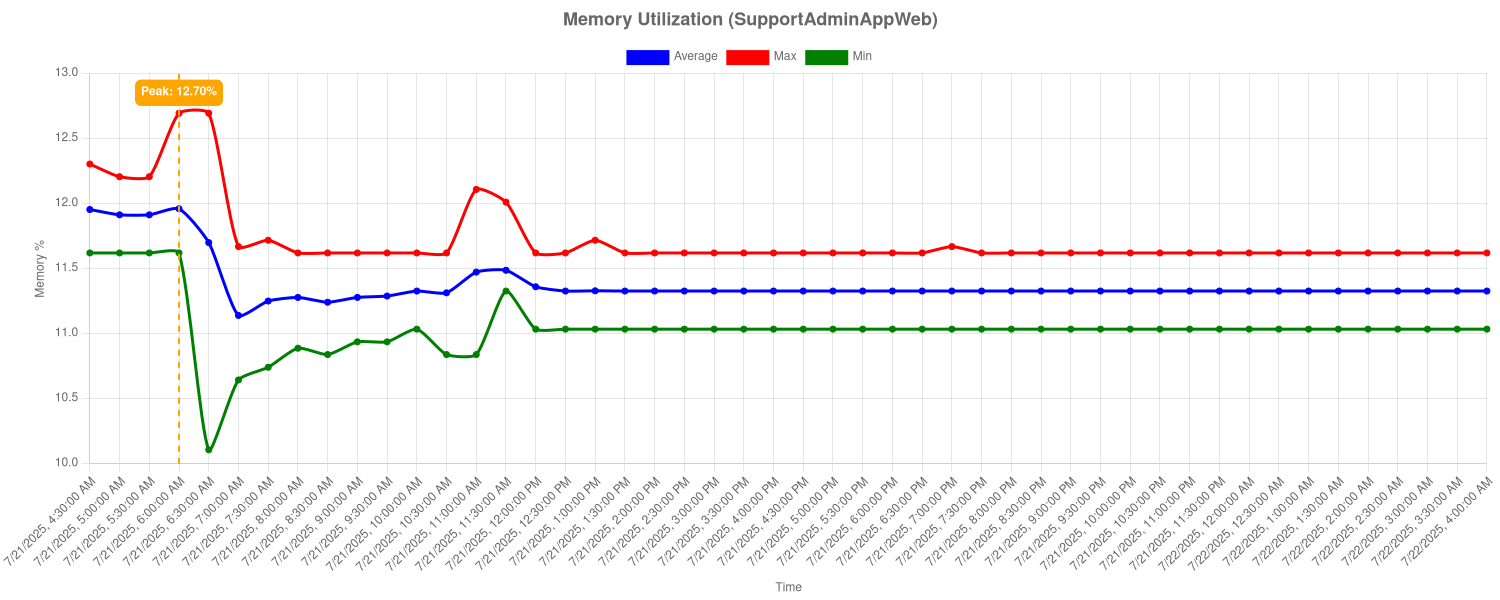 Memory Utilization (SupportAdminAppWeb)
Average Max Min
13.0
Peak: 12.70%
12.5
12.0
11.5
Memory %
11.0
10.5
10.0
7/21/2025, 4:30:00 AM
7/21/2025, 5:00:00 AM
7/21/2025, 5:30:00 AM
7/21/2025, 6:00:00 AM
7/21/2025, 6:30:00 AM
7/21/2025, 7:00:00 AM
7/21/2025, 7:30:00 AM
7/21/2025, 8:00:00 AM
7/21/2025, 8:30:00 AM
7/21/2025, 9:00:00 AM
7/21/2025, 9:30:00 AM
7/21/2025, 10:00:00 AM
7/21/2025, 10:30:00 AM
7/21/2025, 11:00:00 AM
7/21/2025, 11:30:00 AM
7/21/2025, 12:00:00 PM
7/21/2025, 12:30:00 PM
7/21/2025, 1:00:00 PM
7/21/2025, 1:30:00 PM
7/21/2025, 2:00:00 PM
7/21/2025, 2:30:00 PM
7/21/2025, 3:00:00 PM
7/21/2025, 3:30:00 PM
7/21/2025, 4:00:00 PM
7/21/2025, 4:30:00 PM
7/21/2025, 5:00:00 PM
7/21/2025, 5:30:00 PM
7/21/2025, 6:00:00 PM
7/21/2025, 6:30:00 PM
7/21/2025, 7:00:00 PM
7/21/2025, 7:30:00 PM
7/21/2025, 8:00:00 PM
7/21/2025, 8:30:00 PM
7/21/2025, 9:00:00 PM
7/21/2025, 9:30:00 PM
7/21/2025, 10:00:00 PM
7/21/2025, 10:30:00 PM
7/21/2025, 11:00:00 PM
7/21/2025, 11:30:00 PM
7/22/2025, 12:00:00 AM
7/22/2025, 12:30:00 AM
7/22/2025, 1:00:00 AM
7/22/2025, 1:30:00 AM
7/22/2025, 2:00:00 AM
7/22/2025, 2:30:00 AM
7/22/2025, 3:00:00 AM
7/22/2025, 3:30:00 AM
7/22/2025, 4:00:00 AM
Time